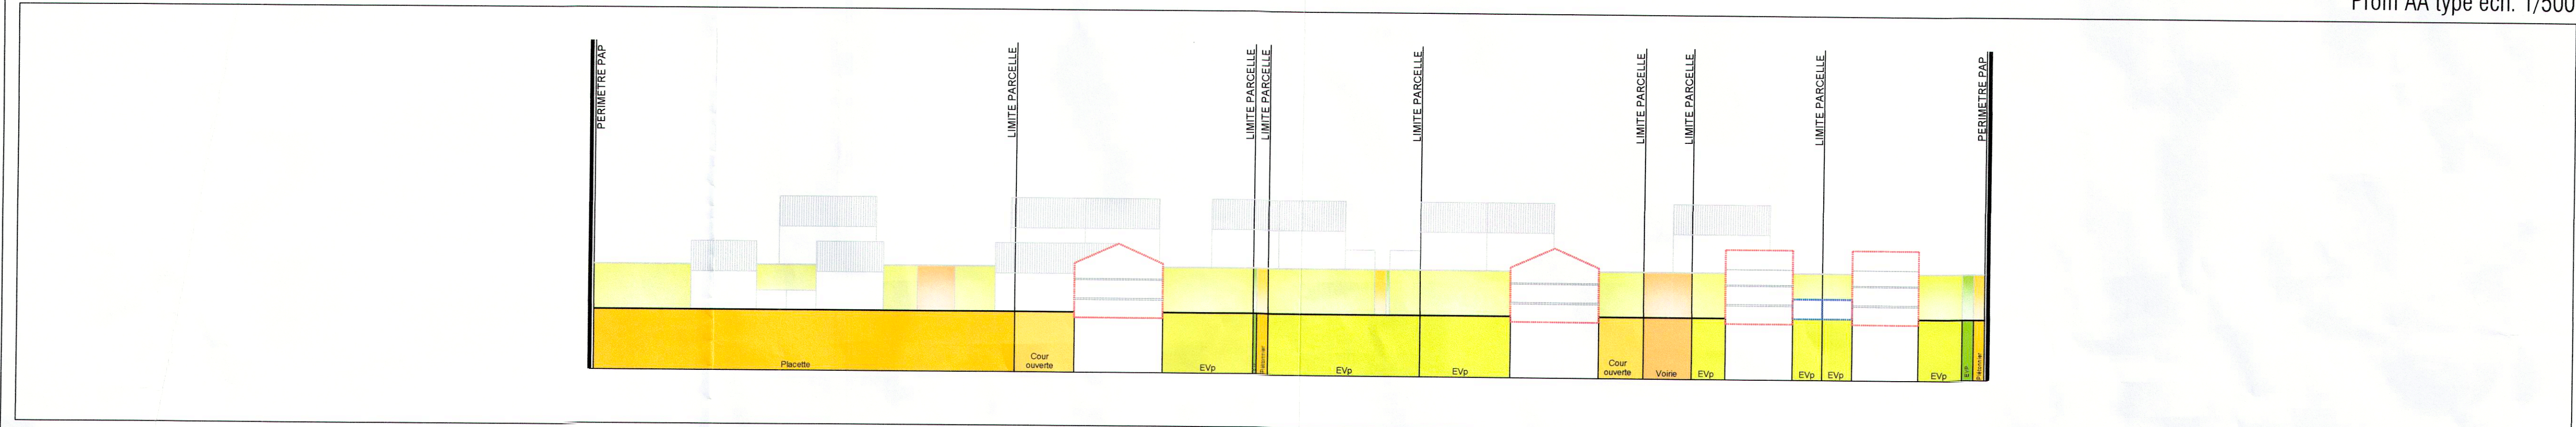 Profil AA type éch. 1/500
PERIMETRE PAP
LIMITE PARCELLE
LIMITE PARCELLE
LIMITE PARCELLE
LIMITE PARCELLE
LIMITE PARCELLE
LIMITE PARCELLE
LIMITE PARCELLE
PERIMETRE PAP
Placette
Cour
ouverte
EVp
Piétonnier
EVp
EVp
Cour
ouverte
Voirie
EVp
EVp
EVp
EVp
EVP
Piétonnier